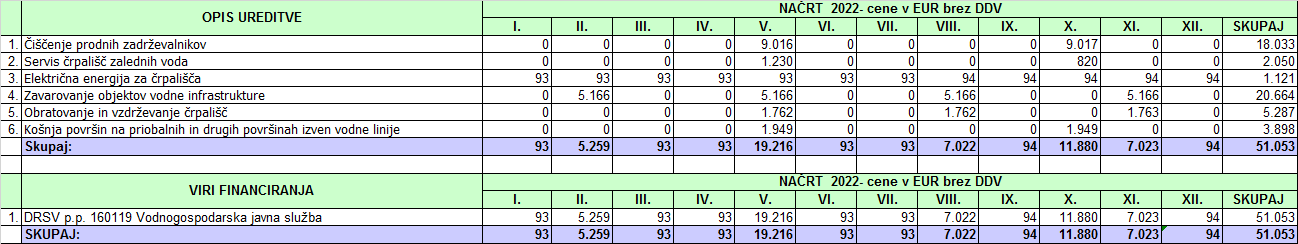 OPIS UREDITVE NAČRT 2022- cene v EUR brez DDV
I. II. III. IV. V. VI. VII. VIII. IX. X. XI. XII. SKUPAJ
1. Čiščenje prodnih zadrževalnikov 0 0 0 0 9.016 0 0 0 0 9.017 0 0 18.033
2. Servis črpališč zalednih voda 0 0 0 0 1.230 0 0 0 0 820 0 0 2.050
3. Električna energija za črpališča 93 93 93 93 93 93 93 94 94 94 94 94 1.121
4. Zavarovanje objektov vodne infrastrukture 0 5.166 0 0 5.166 0 0 5.166 0 0 5.166 0 20.664
5. Obratovanje in vzdrževanje črpališč 0 0 0 0 1.762 0 0 1.762 0 0 1.763 0 5.287
6. Košnja površin na priobalnih in drugih površinah izven vodne linije 0 0 0 0 1.949 0 0 0 0 1.949 0 0 3.898
Skupaj: 93 5.259 93 93 19.216 93 93 7.022 94 11.880 7.023 94 51.053
VIRI FINANCIRANJA NAČRT 2022- cene v EUR brez DDV
I. II. III. IV. V. VI. VII. VIII. IX. X. XI. XII. SKUPAJ
1. DRSV p.p. 160119 Vodnogospodarska javna služba 93 5.259 93 93 19.216 93 93 7.022 94 11.880 7.023 94 51.053
SKUPAJ: 93 5.259 93 93 19.216 93 93 7.022 94 11.880 7.023 94 51.053